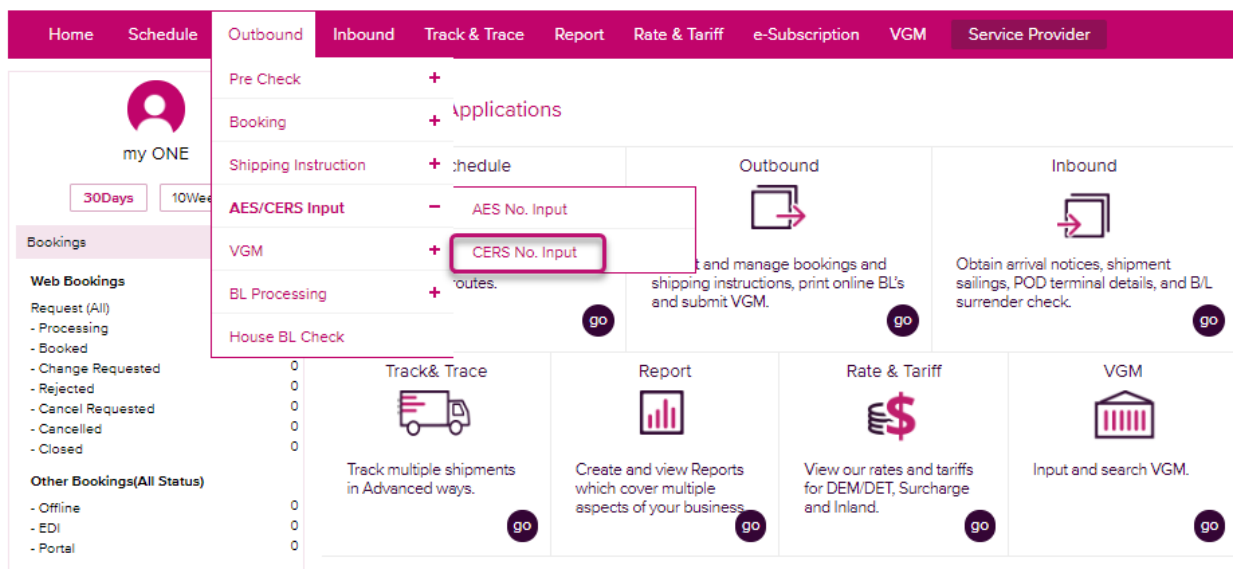 Home Schedule Outbound Inbound Track & Trace Report Rate & Tariff e-Subscription VGM Service Provider
my ONE
30Days 10Wee
Bookings
Web Bookings
Request (All)
- Processing
- Booked
- Change Requested 0
- Rejected 0
- Cancel Requested 0
- Cancelled 0
- Closed 0
Other Bookings(All Status)
- Offline 0
- EDI 0
- Portal 0
Pre Check +
Booking +
Shipping Instruction +
AES/CERS Input −
VGM +
BL Processing +
House BL Check
AES No. Input
CERS No. Input
Applications
chedule
routes.
go
Outbound
t and manage bookings and
shipping instructions, print online BL's
and submit VGM.
go
Inbound
Obtain arrival notices, shipment
sailings, POD terminal details, and B/L
surrender check.
go
Track& Trace
Track multiple shipments
in Advanced ways.
go
Report
Create and view Reports
which cover multiple
aspects of your business
go
Rate & Tariff
View our rates and tariffs
for DEM/DET, Surcharge
and Inland.
go
VGM
Input and search VGM.
go